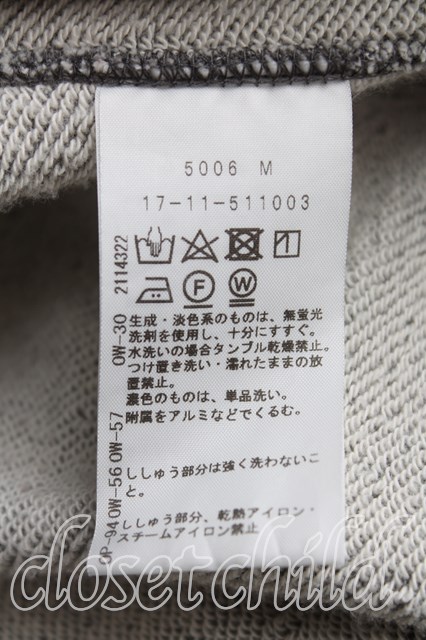 5006 M
17-11-511003
F
W
生成・淡色系のものは、無蛍光
洗剤を使用し、十分にすすぐ。
水洗いの場合タンブル乾燥禁止。
つけ置き洗い・濡れたままの放
置禁止。
濃色のものは、単品洗い。
附属をアルミなどでくるむ。
ししゅう部分は強く洗わないこ
と。
ししゅう部分、乾熱アイロン・
スチームアイロン禁止
2114322
OW-30
OP-94OW-56OW-57
closet child